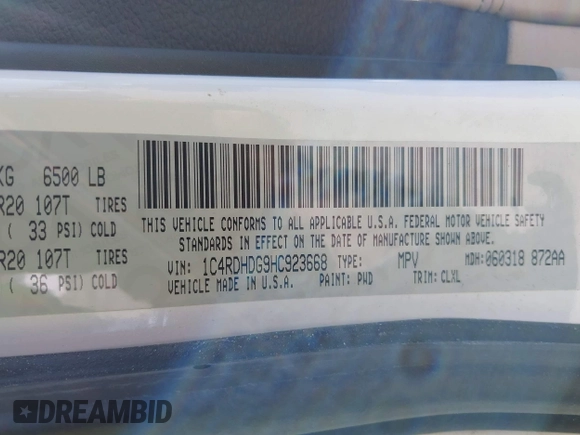 KG 6500 LB
R20 107T TIRES
( 33 PSI) COLD
R20 107T TIRES
( 36 PSI) COLD
THIS VEHICLE CONFORMS TO ALL APPLICABLE U.S.A. FEDERAL MOTOR VEHICLE SAFETY
STANDARDS IN EFFECT ON THE DATE OF MANUFACTURE SHOWN ABOVE.
VIN: 1C4RDHDG9HC923668 TYPE: MPV MDH:060318 872AA
VEHICLE MADE IN U.S.A. PAINT: PWD TRIM: CLXL
DREAMBID